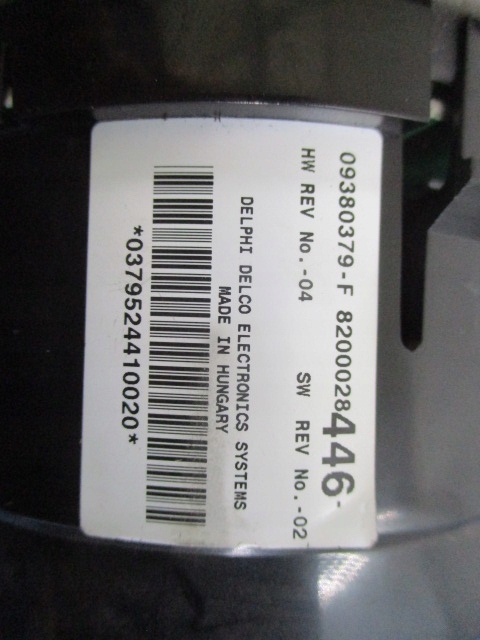 09380379-F 8200028446-
HW REV No.-04 SW REV No.-02
DELPHI DELCO ELECTRONICS SYSTEMS
MADE IN HUNGARY
*0379524410020*